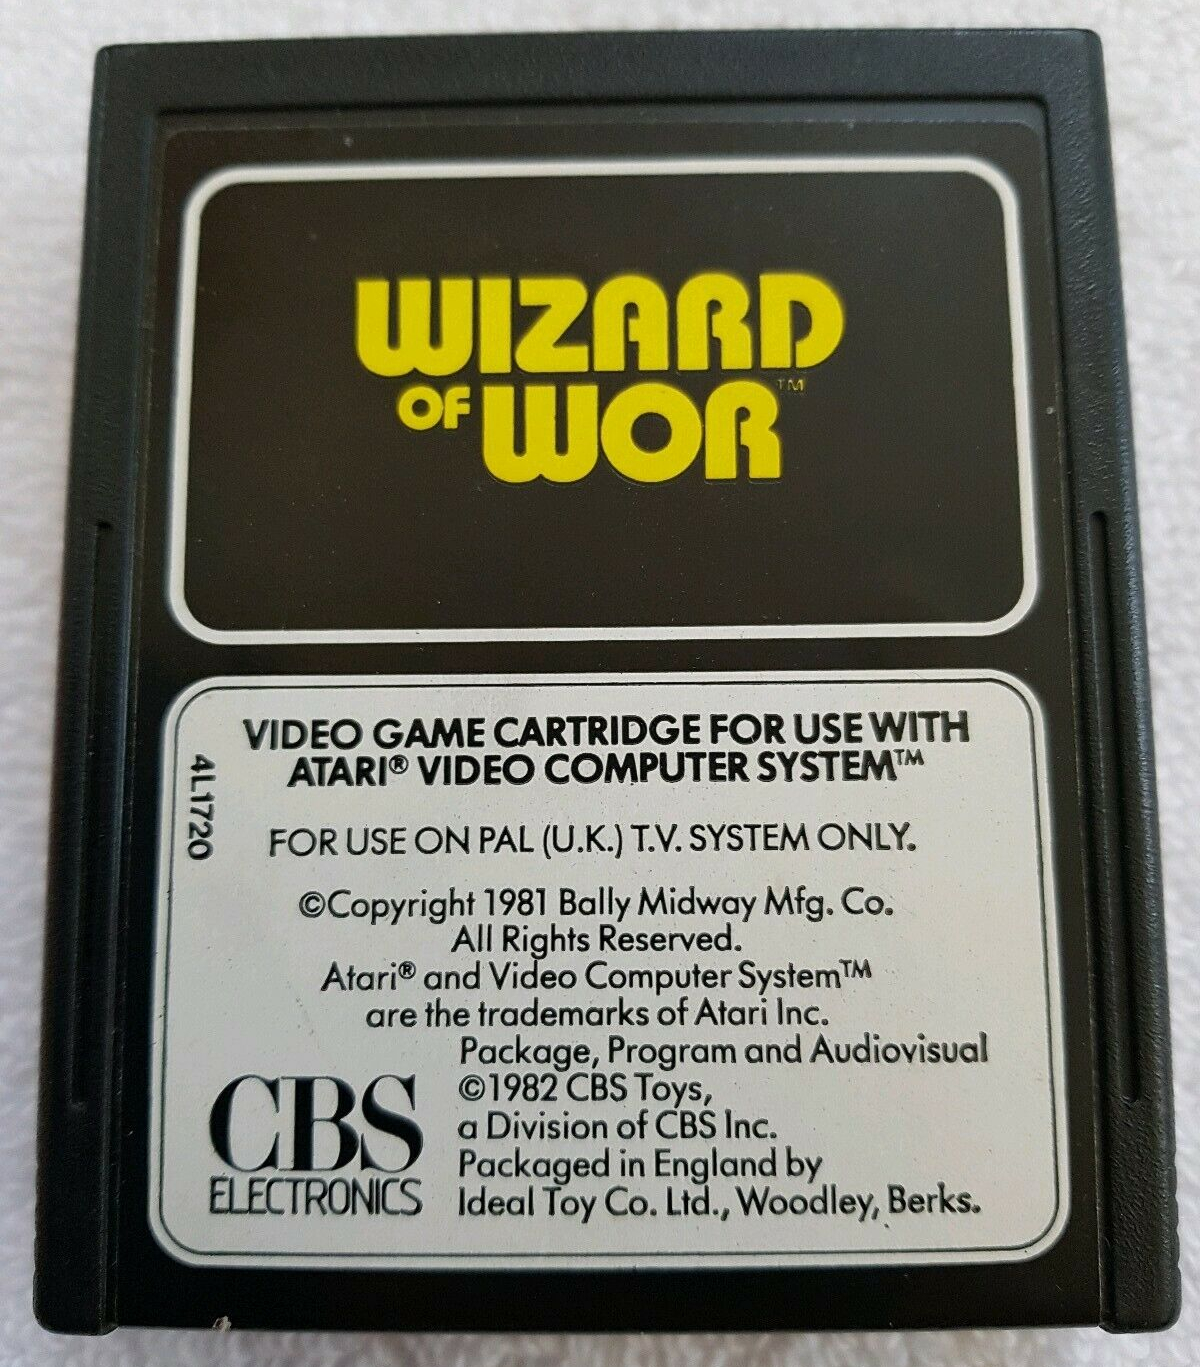 WIZARD
OF WOR™
VIDEO GAME CARTRIDGE FOR USE WITH
ATARI® VIDEO COMPUTER SYSTEM™
4L1720
FOR USE ON PAL (U.K.) T.V. SYSTEM ONLY.
©Copyright 1981 Bally Midway Mfg. Co.
All Rights Reserved.
Atari® and Video Computer System™
are the trademarks of Atari Inc.
Package, Program and Audiovisual
©1982 CBS Toys,
a Division of CBS Inc.
Packaged in England by
Ideal Toy Co. Ltd., Woodley, Berks.
CBS
ELECTRONICS